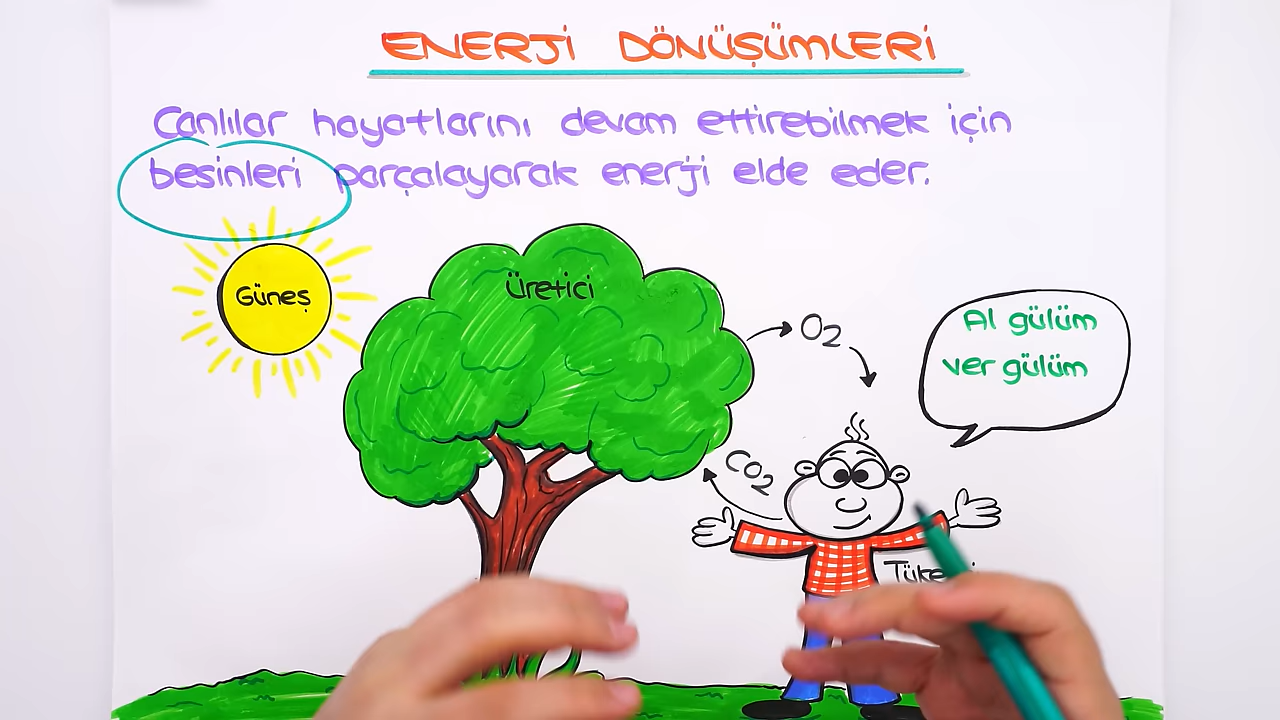 ENERJİ DÖNÜŞÜMLERİ
Canlılar hayatlarını devam ettirebilmek için
besinleri parçalayarak enerji elde eder.
Güneş
Üretici
O2
Al gülüm
ver gülüm
CO2